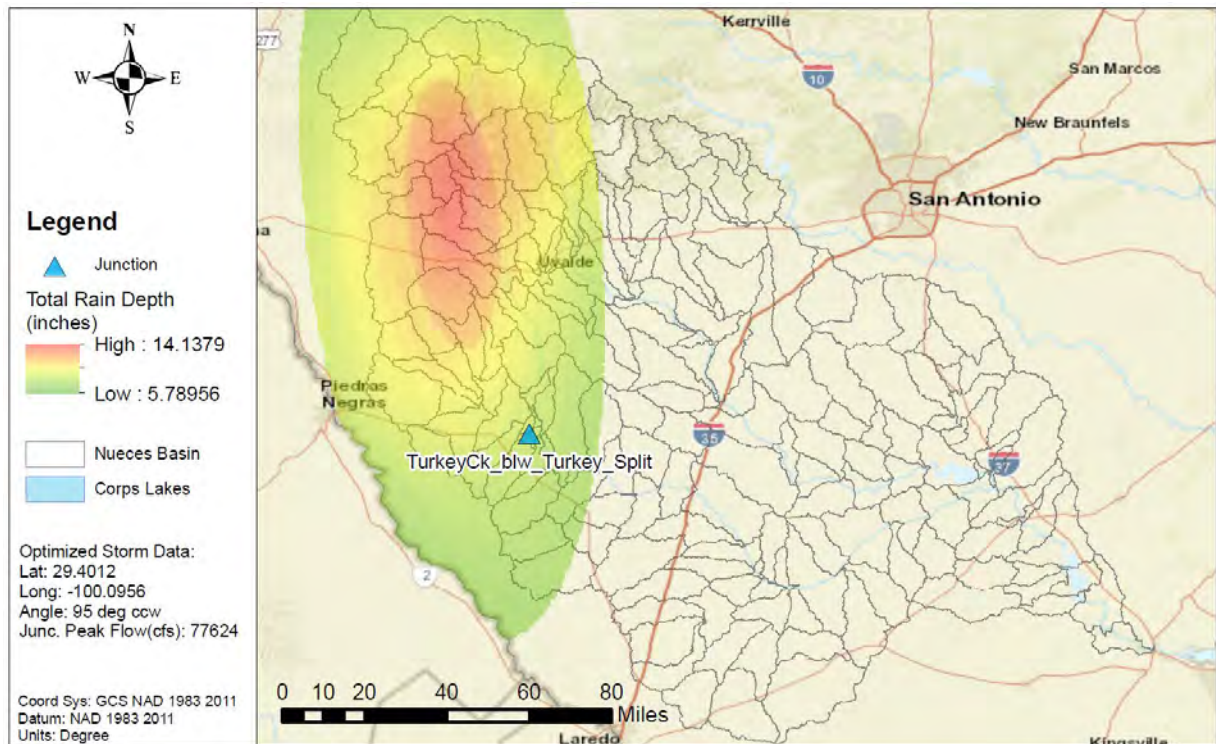 N
W E
S
Legend
Junction
Total Rain Depth
(inches)
High : 14.1379
Low : 5.78956
Nueces Basin
Corps Lakes
Optimized Storm Data:
Lat: 29.4012
Long: -100.0956
Angle: 95 deg ccw
Junc. Peak Flow(cfs): 77624
Coord Sys: GCS NAD 1983 2011
Datum: NAD 1983 2011
Units: Degree
277
Kerrville
10
San Marcos
New Braunfels
San Antonio
na
Uvalde
Piedras
Negras
TurkeyCk_blw_Turkey_Split
35
37
2
0 10 20 40 60 80
Miles
Laredo
Kingsville